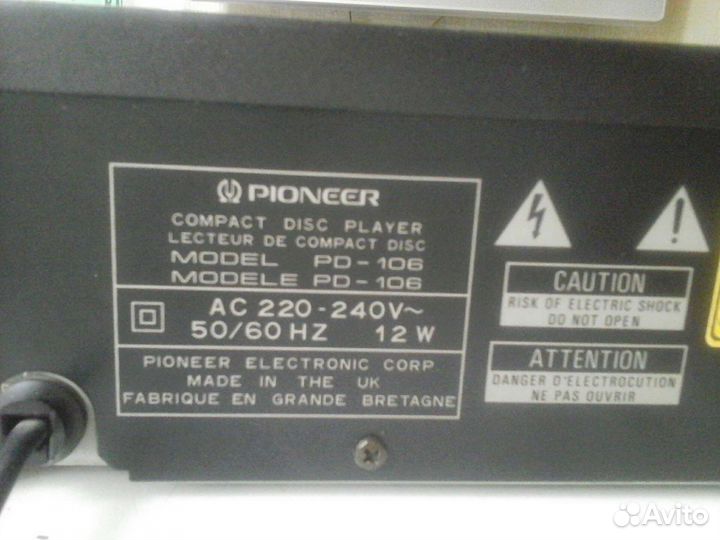 PIONEER
COMPACT DISC PLAYER
LECTEUR DE COMPACT DISC
MODEL PD-106
MODELE PD-106
AC 220-240V~
50/60 HZ 12 W
PIONEER ELECTRONIC CORP
MADE IN THE UK
FABRIQUE EN GRANDE BRETAGNE
CAUTION
RISK OF ELECTRIC SHOCK
DO NOT OPEN
ATTENTION
DANGER D'ELECTROCUTION
NE PAS OUVRIR
Avito